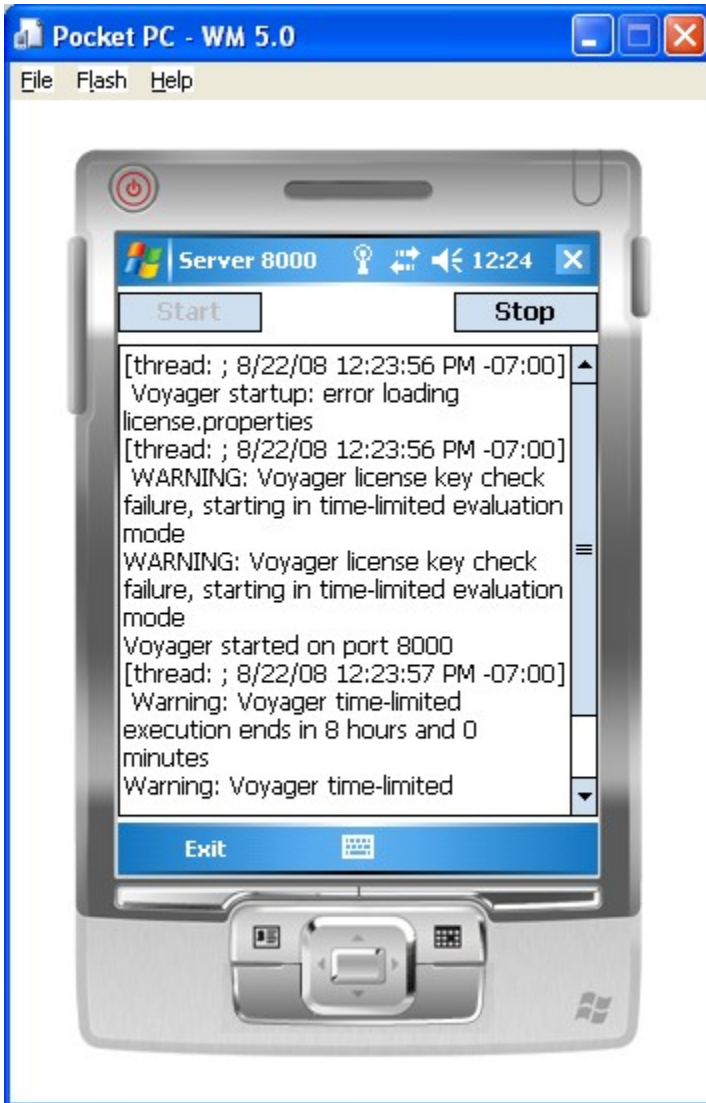 Pocket PC - WM 5.0
File Flash Help
Server 8000 12:24
Start Stop
[thread: ; 8/22/08 12:23:56 PM -07:00]
Voyager startup: error loading
license.properties
[thread: ; 8/22/08 12:23:56 PM -07:00]
WARNING: Voyager license key check
failure, starting in time-limited evaluation
mode
WARNING: Voyager license key check
failure, starting in time-limited evaluation
mode
Voyager started on port 8000
[thread: ; 8/22/08 12:23:57 PM -07:00]
Warning: Voyager time-limited
execution ends in 8 hours and 0
minutes
Warning: Voyager time-limited
Exit